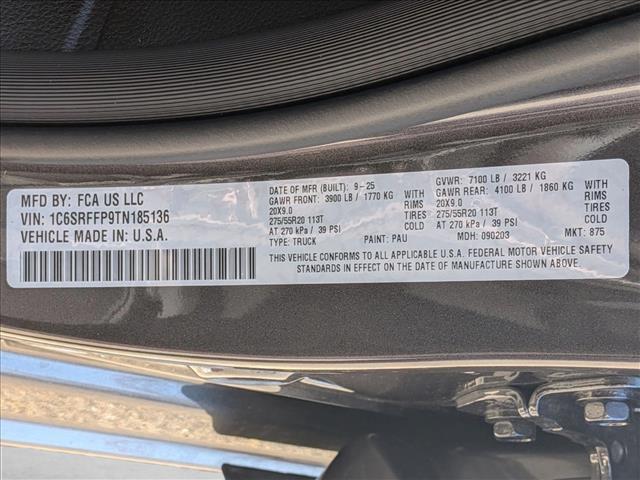 MFD BY: FCA US LLC
VIN: 1C6SRFFP9TN185136
VEHICLE MADE IN: U.S.A.
DATE OF MFR (BUILT): 9-25 GVWR: 7100 LB / 3221 KG
GAWR FRONT: 3900 LB / 1770 KG GAWR REAR: 4100 LB / 1860 KG
20X9.0 RIMS 20X9.0 RIMS
275/55R20 113T TIRES 275/55R20 113T TIRES
AT 270 kPa / 39 PSI COLD AT 270 kPa / 39 PSI COLD
TYPE: TRUCK PAINT: PAU MDH: 090203 MKT: 875
THIS VEHICLE CONFORMS TO ALL APPLICABLE U.S.A. FEDERAL MOTOR VEHICLE SAFETY
STANDARDS IN EFFECT ON THE DATE OF MANUFACTURE SHOWN ABOVE.